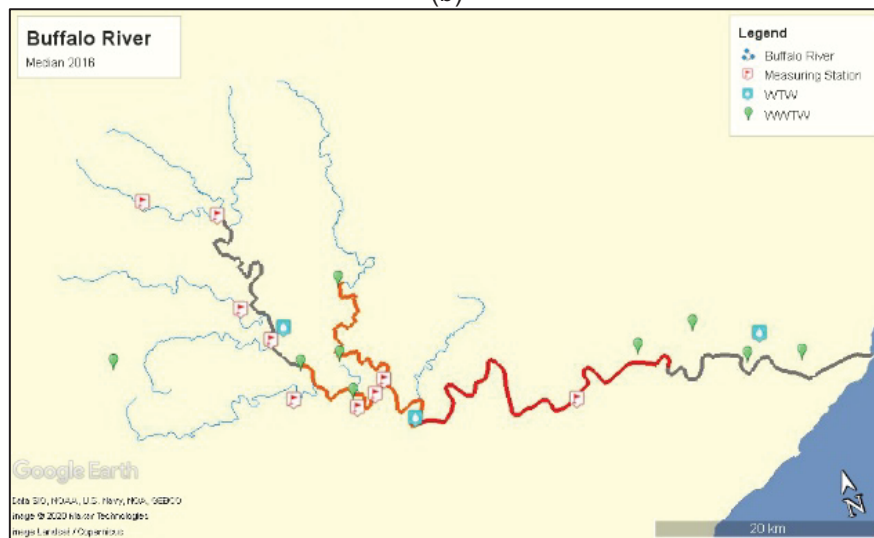 (b)
Buffalo River
Median 2016
Legend
Buffalo River
Measuring Station
WTW
WWTW
Google Earth
Data SIO, NOAA, U.S. Navy, NGA, GEBCO
Image © 2020 Maxar Technologies
Image Landsat / Copernicus
N
20 km